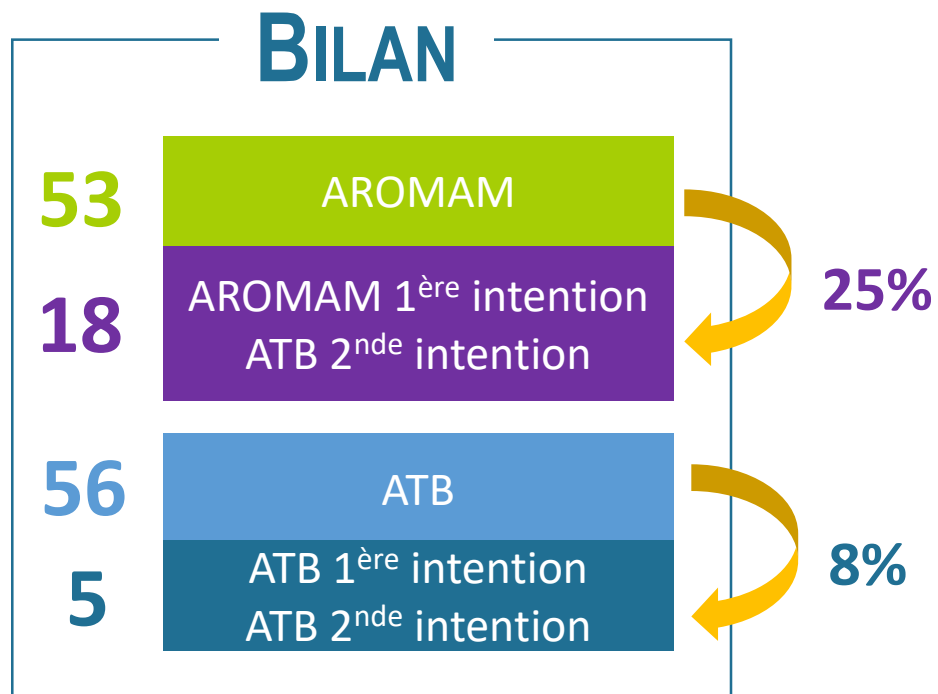 BILAN
53
AROMAM
18
AROMAM 1ère intention
ATB 2nde intention
25%
56
ATB
5
ATB 1ère intention
ATB 2nde intention
8%